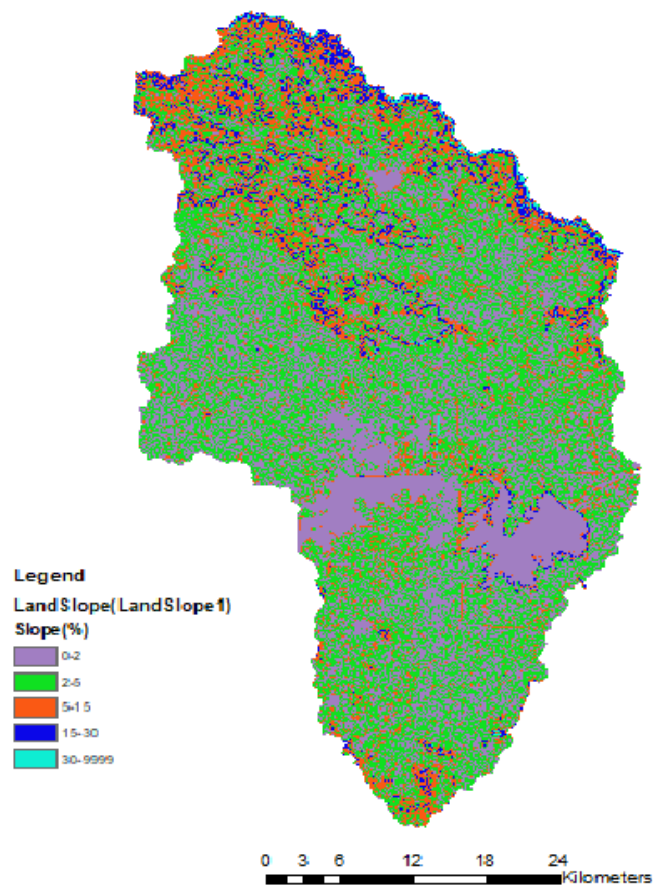 Legend
LandSlope(LandSlope1)
Slope(%)
0-2
2-5
5-15
15-30
30-9999
0 3 6 12 18 24
Kilometers